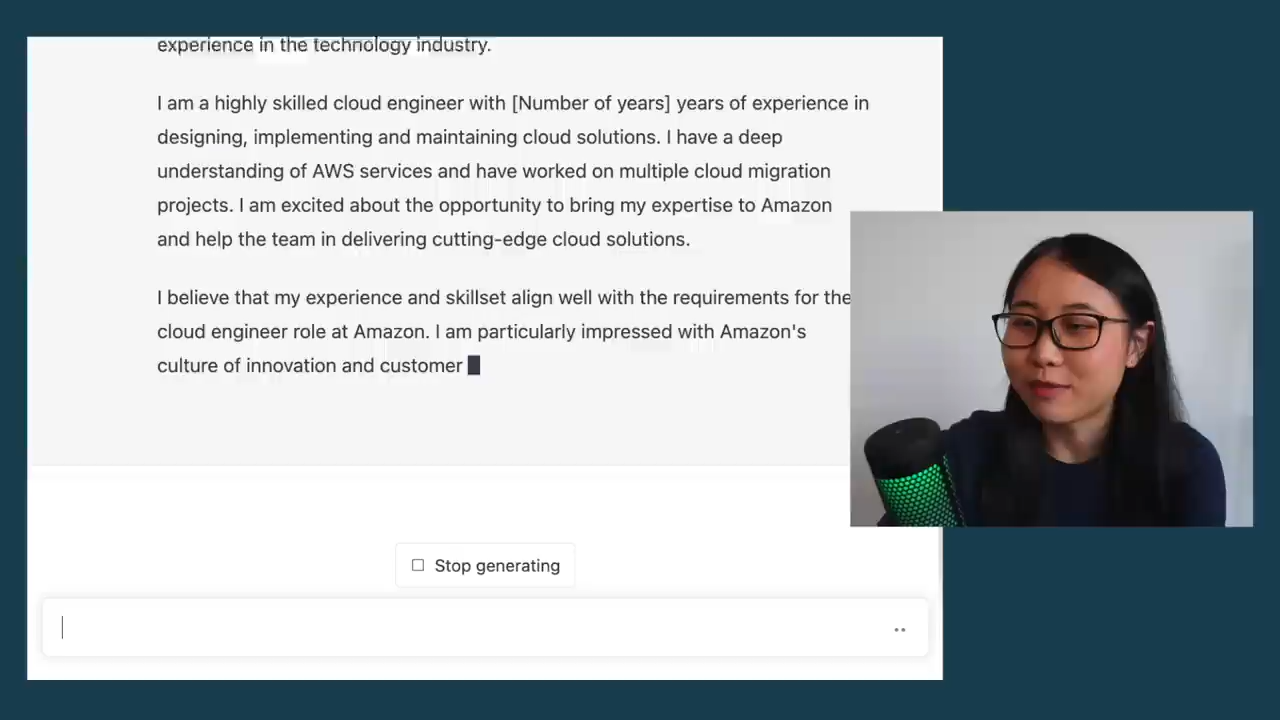 experience in the technology industry.
I am a highly skilled cloud engineer with [Number of years] years of experience in
designing, implementing and maintaining cloud solutions. I have a deep
understanding of AWS services and have worked on multiple cloud migration
projects. I am excited about the opportunity to bring my expertise to Amazon
and help the team in delivering cutting-edge cloud solutions.
I believe that my experience and skillset align well with the requirements for the
cloud engineer role at Amazon. I am particularly impressed with Amazon's
culture of innovation and customer
Stop generating